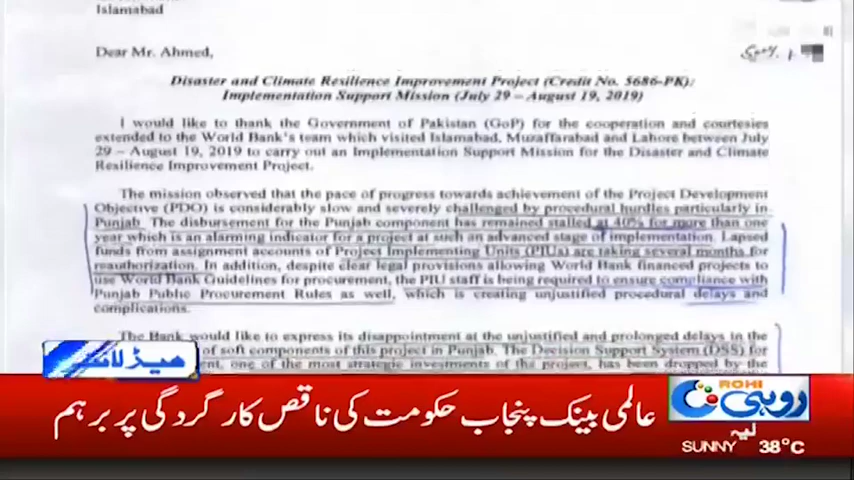 Islamabad
Dear Mr. Ahmed,
Disaster and Climate Resilience Improvement Project (Credit No. 5686-PK):
Implementation Support Mission (July 29 – August 19, 2019)
I would like to thank the Government of Pakistan (GoP) for the cooperation and courtesies
extended to the World Bank's team which visited Islamabad, Muzaffarabad and Lahore between July
29 – August 19, 2019 to carry out an Implementation Support Mission for the Disaster and Climate
Resilience Improvement Project.
The mission observed that the pace of progress towards achievement of the Project Development
Objective (PDO) is considerably slow and severely challenged by procedural hurdles particularly in
Punjab. The disbursement for the Punjab component has remained stalled at 40% for more than one
year which is an alarming indicator for a project at such an advanced stage of implementation. Lapsed
funds from assignment accounts of Project Implementing Units (PIUs) are taking several months for
reauthorization. In addition, despite clear legal provisions allowing World Bank financed projects to
use World Bank Guidelines for procurement, the PIU staff is being required to ensure compliance with
Punjab Public Procurement Rules as well, which is creating unjustified procedural delays and
complications.
The Bank would like to express its disappointment at the unjustified and prolonged delays in the
of soft components of this project in Punjab. The Decision Support System (DSS) for
one of the most strategic investments of the project, has been dropped by the
ہیڈلائنز
عالمی بینک پنجاب حکومت کی ناقص کارگردگی پر برہم
ROHI
روہی
لیہ
SUNNY 38°C